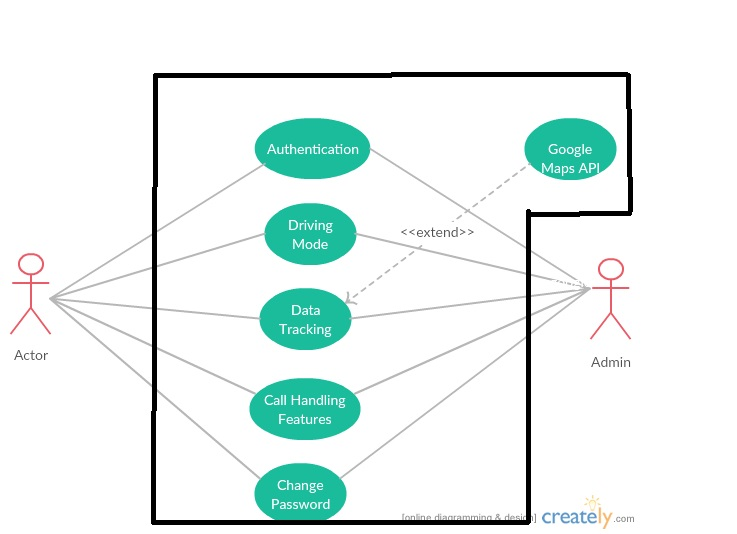 Authentication
Google
Maps API
Driving
Mode
<<extend>>
Data
Tracking
Actor
Admin
Call Handling
Features
Change
Password
[online diagramming & design]
creately.com